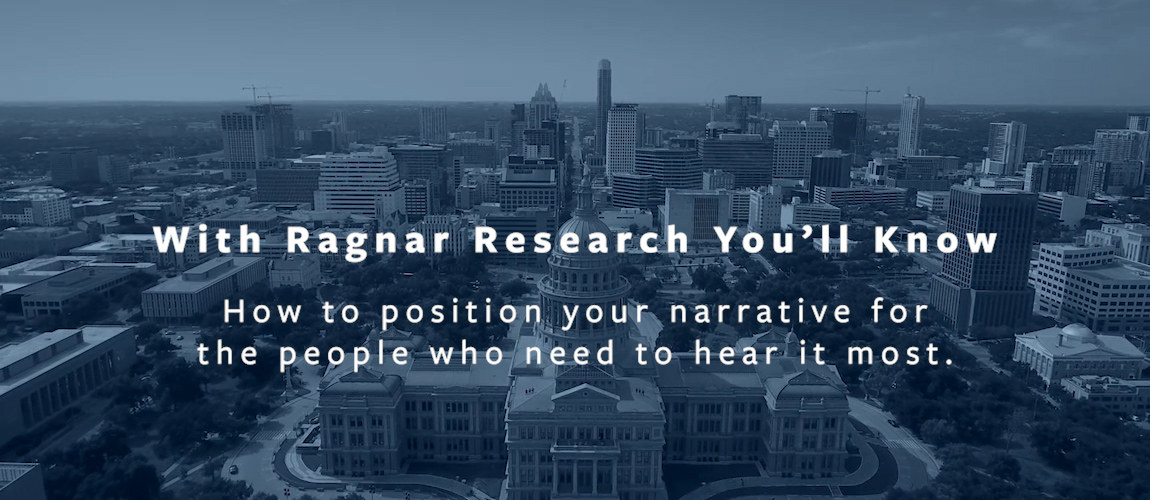 With Ragnar Research You’ll Know
How to position your narrative for
the people who need to hear it most.